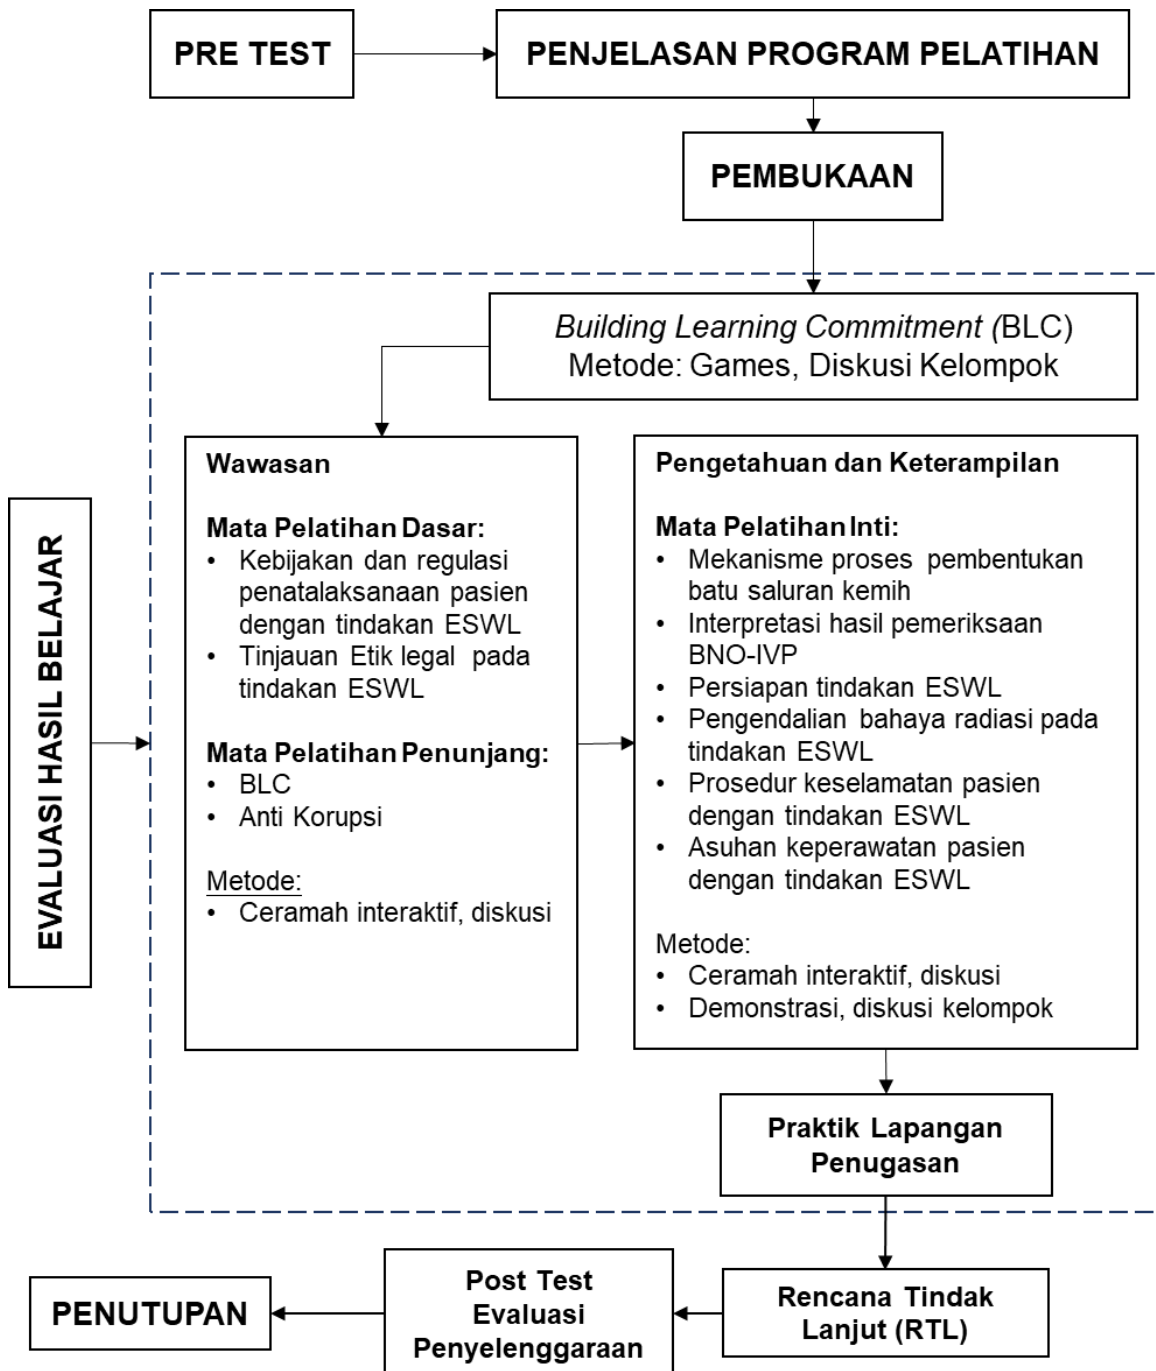 PRE TEST
PENJELASAN PROGRAM PELATIHAN
PEMBUKAAN
Building Learning Commitment (BLC)
Metode: Games, Diskusi Kelompok
EVALUASI HASIL BELAJAR
Wawasan
Mata Pelatihan Dasar:
• Kebijakan dan regulasi
penatalaksanaan pasien
dengan tindakan ESWL
• Tinjauan Etik legal pada
tindakan ESWL
Mata Pelatihan Penunjang:
• BLC
• Anti Korupsi
Metode:
• Ceramah interaktif, diskusi
Pengetahuan dan Keterampilan
Mata Pelatihan Inti:
• Mekanisme proses pembentukan
batu saluran kemih
• Interpretasi hasil pemeriksaan
BNO-IVP
• Persiapan tindakan ESWL
• Pengendalian bahaya radiasi pada
tindakan ESWL
• Prosedur keselamatan pasien
dengan tindakan ESWL
• Asuhan keperawatan pasien
dengan tindakan ESWL
Metode:
• Ceramah interaktif, diskusi
• Demonstrasi, diskusi kelompok
Praktik Lapangan
Penugasan
Rencana Tindak
Lanjut (RTL)
Post Test
Evaluasi
Penyelenggaraan
PENUTUPAN